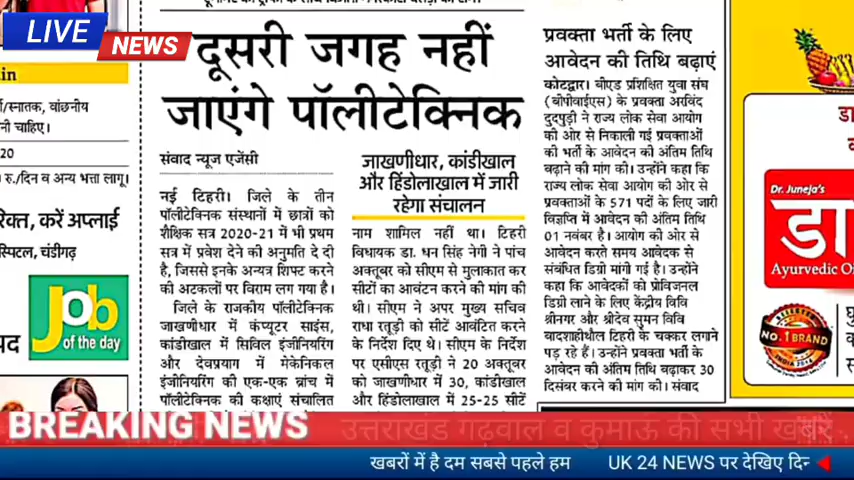 LIVE
NEWS
in
/स्नातक, वांछनीय
नी चाहिए।
20
रु./दिन व अन्य भत्ता लागू।
रिक्त, करें अप्लाई
स्पिटल, चंडीगढ़
पद
Job
of the day
दूसरी जगह नहीं
जाएंगे पॉलीटेक्निक
संवाद न्यूज एजेंसी
नई टिहरी। जिले के तीन
पॉलीटेक्निक संस्थानों में छात्रों को
शैक्षिक सत्र 2020-21 में भी प्रथम
सत्र में प्रवेश देने की अनुमति दे दी
है, जिससे इनके अन्यत्र शिफ्ट करने
की अटकलों पर विराम लग गया है।
जिले के राजकीय पॉलीटेक्निक
जाखणीधार में कंप्यूटर साइंस,
कांडीखाल में सिविल इंजीनियरिंग
और देवप्रयाग में मेकेनिकल
इंजीनियरिंग की एक-एक ब्रांच में
पॉलीटेक्निक की कक्षाएं संचालित
जाखणीधार, कांडीखाल
और हिंडोलाखाल में जारी
रहेगा संचालन
नाम शामिल नहीं था। टिहरी
विधायक डा. धन सिंह नेगी ने पांच
अक्तूबर को सीएम से मुलाकात कर
सीटों का आवंटन करने की मांग की
थी। सीएम ने अपर मुख्य सचिव
राधा रतूड़ी को सीटें आवंटित करने
के निर्देश दिए थे। सीएम के निर्देश
पर एसीएस रतूड़ी ने 20 अक्तूबर
को जाखणीधार में 30, कांडीखाल
और हिंडोलाखाल में 25-25 सीटें
प्रवक्ता भर्ती के लिए
आवेदन की तिथि बढ़ाएं
कोटद्वार। बीएड प्रशिक्षित युवा संघ
(बीपीवाईएस) के प्रवक्ता अरविंद
दुदपुड़ी ने राज्य लोक सेवा आयोग
की ओर से निकाली गई प्रवक्ताओं
की भर्ती के आवेदन की अंतिम तिथि
बढ़ाने की मांग की। उन्होंने कहा कि
राज्य लोक सेवा आयोग की ओर से
प्रवक्ताओं के 571 पदों के लिए जारी
विज्ञप्ति में आवेदन की अंतिम तिथि
01 नवंबर है। आयोग की ओर से
आवेदन करते समय आवेदक से
संबंधित डिग्री मांगी गई है। उन्होंने
कहा कि आवेदकों को प्रोविजनल
डिग्री लाने के लिए केंद्रीय विवि
श्रीनगर और श्रीदेव सुमन विवि
बादशाहीथौल टिहरी के चक्कर लगाने
पड़ रहे हैं। उन्होंने प्रवक्ता भर्ती के
आवेदन की अंतिम तिथि बढ़ाकर 30
दिसंबर करने की मांग की। संवाद
डा
Dr. Juneja's
डा
Ayurvedic O
No.1 BRAND
BREAKING NEWS
उत्तराखंड गढ़वाल व कुमाऊ की सभी खबरें
खबरों में है दम सबसे पहले हम
UK 24 NEWS पर देखिए दिन